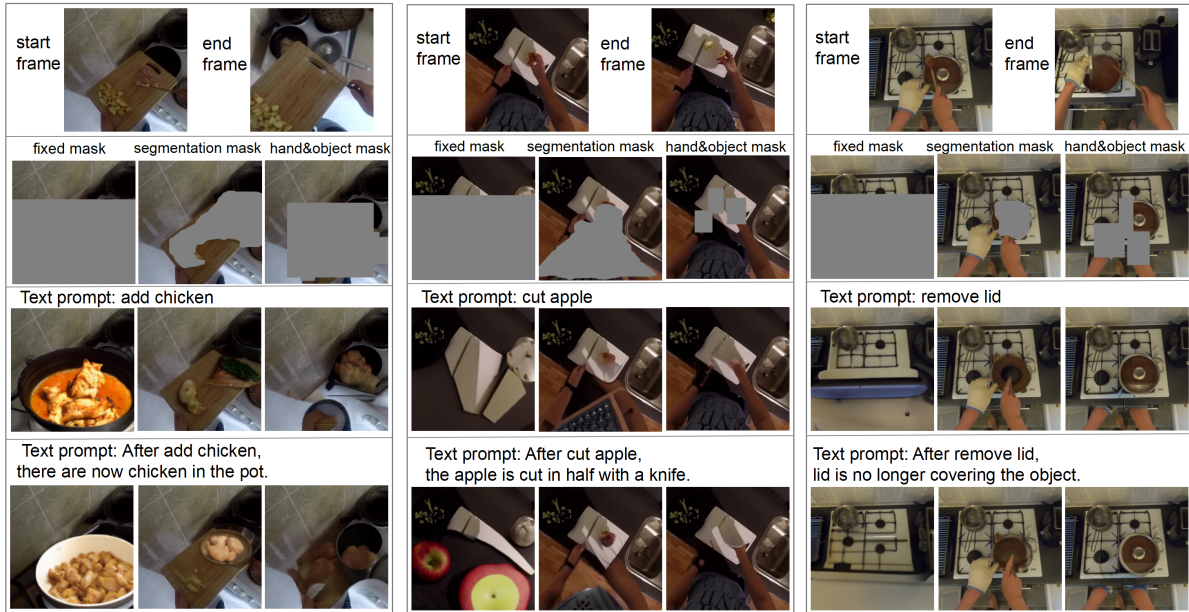 start
frame
end
frame
fixed mask
segmentation mask
hand&object mask
Text prompt: add chicken
Text prompt: After add chicken,
there are now chicken in the pot.
start
frame
end
frame
fixed mask
segmentation mask
hand&object mask
Text prompt: cut apple
Text prompt: After cut apple,
the apple is cut in half with a knife.
start
frame
end
frame
fixed mask
segmentation mask
hand&object mask
Text prompt: remove lid
Text prompt: After remove lid,
lid is no longer covering the object.